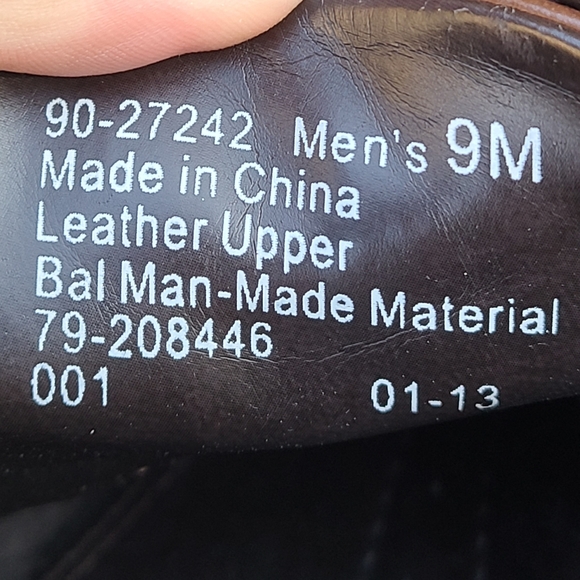 90-27242 Men's 9M
Made in China
Leather Upper
Bal Man-Made Material
79-208446
001 01-13